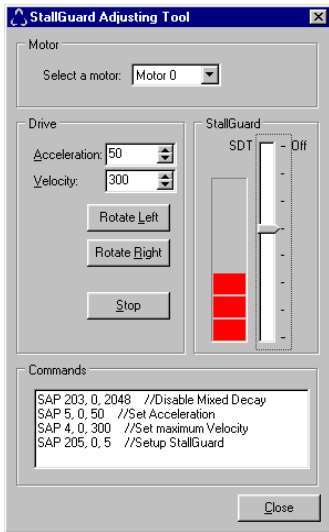 StallGuard Adjusting Tool
Motor
Select a motor: Motor 0
Drive
Acceleration: 50
Velocity: 300
Rotate Left
Rotate Right
Stop
StallGuard
SDT - Off
Commands
SAP 203, 0, 2048 //Disable Mixed Decay
SAP 5, 0, 50 //Set Acceleration
SAP 4, 0, 300 //Set maximum Velocity
SAP 205, 0, 5 //Setup StallGuard
Close